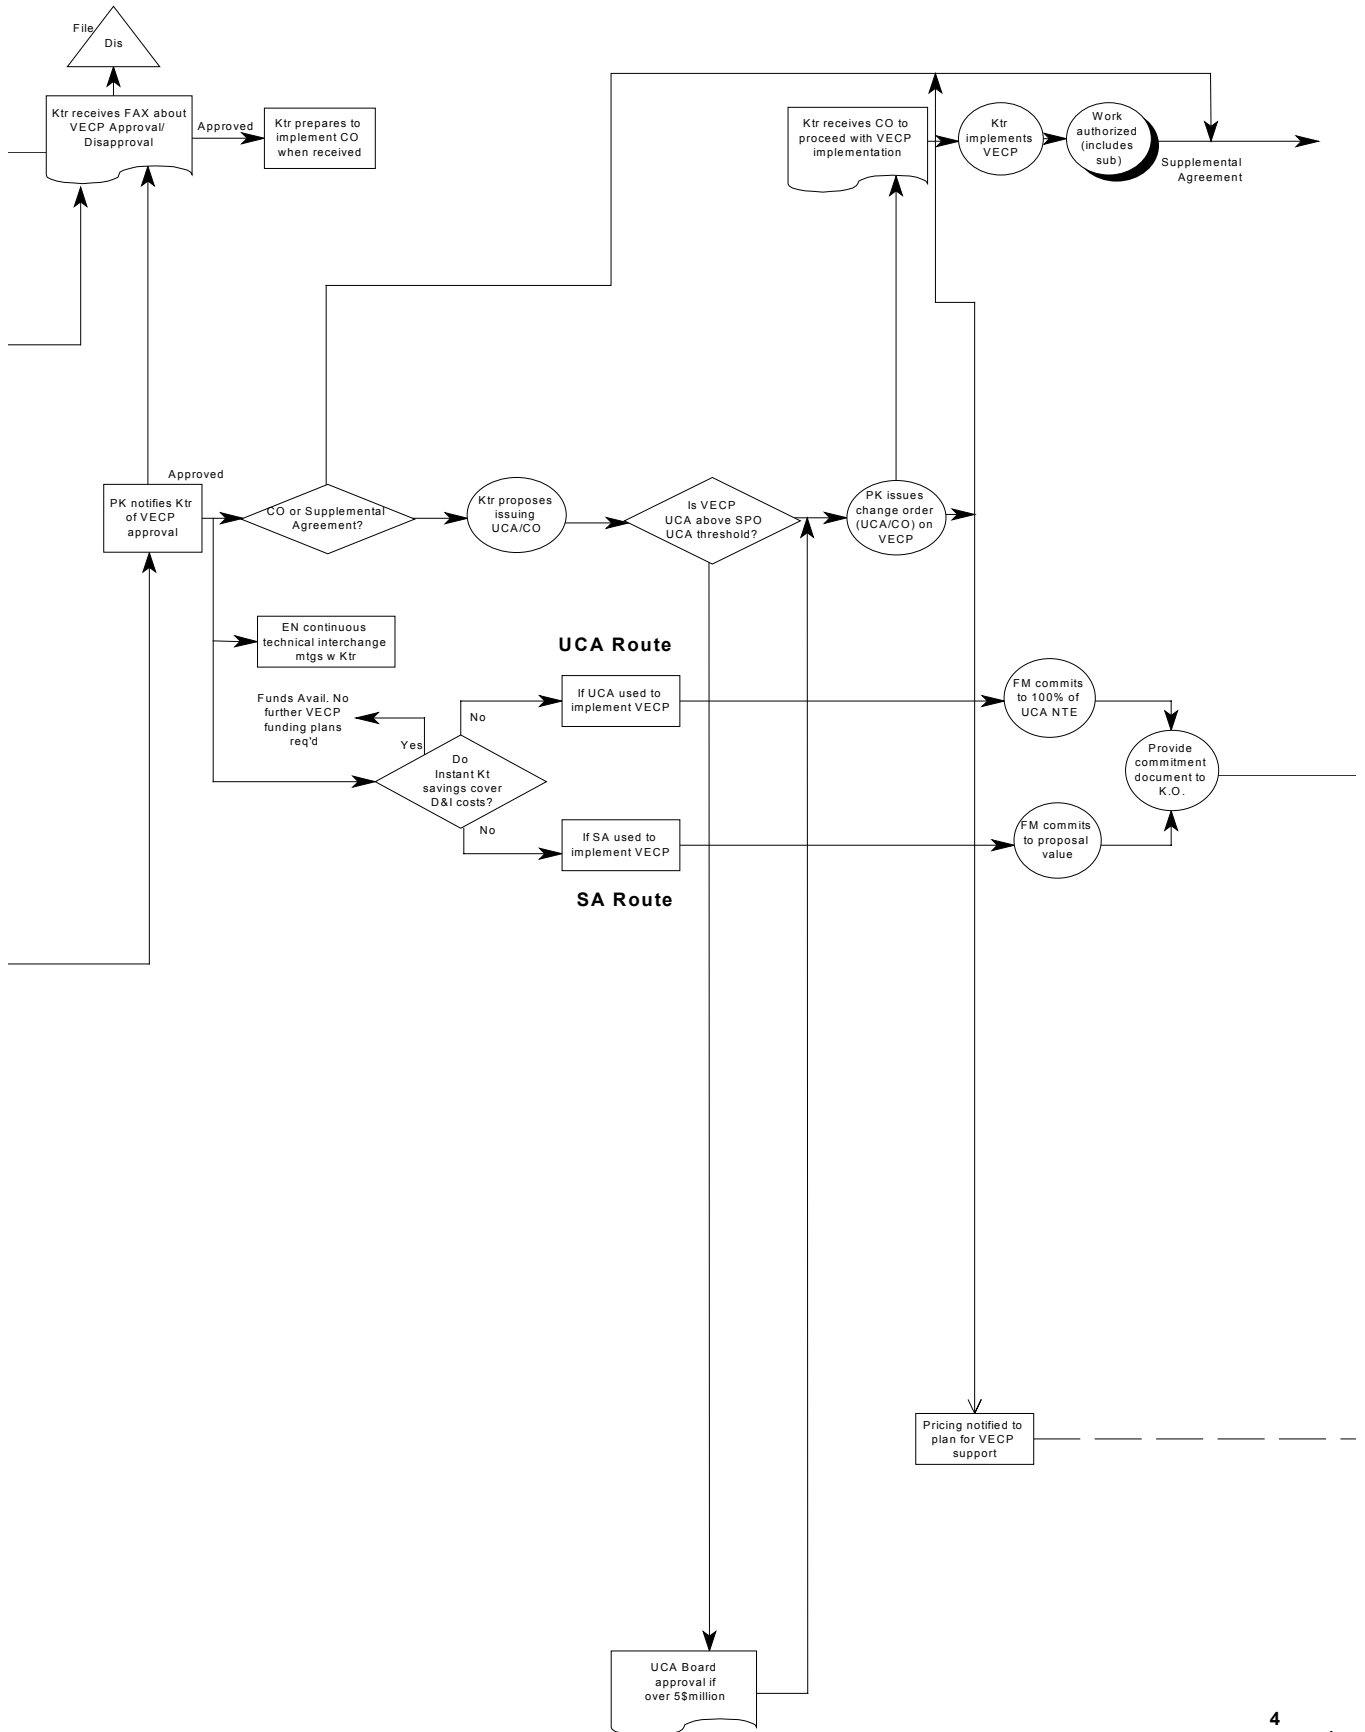 File
Dis
Ktr receives FAX about
VECP Approval/
Disapproval
Approved
Ktr prepares to
implement CO
when received
Ktr receives CO to
proceed with VECP
implementation
Ktr
implements
VECP
Work
authorized
(includes
sub)
Supplemental
Agreement
Approved
PK notifies Ktr
of VECP
approval
CO or Supplemental
Agreement?
Ktr proposes
issuing
UCA/CO
Is VECP
UCA above SPO
UCA threshold?
PK issues
change order
(UCA/CO) on
VECP
EN continuous
technical interchange
mtgs w Ktr
UCA Route
Funds Avail. No
further VECP
funding plans
req'd
Yes
No
If UCA used to
implement VECP
FM commits
to 100% of
UCA NTE
Do
Instant Kt
savings cover
D&I costs?
Provide
commitment
document to
K.O.
No
If SA used to
implement VECP
FM commits
to proposal
value
SA Route
Pricing notified to
plan for VECP
support
UCA Board
approval if
over 5$million
4